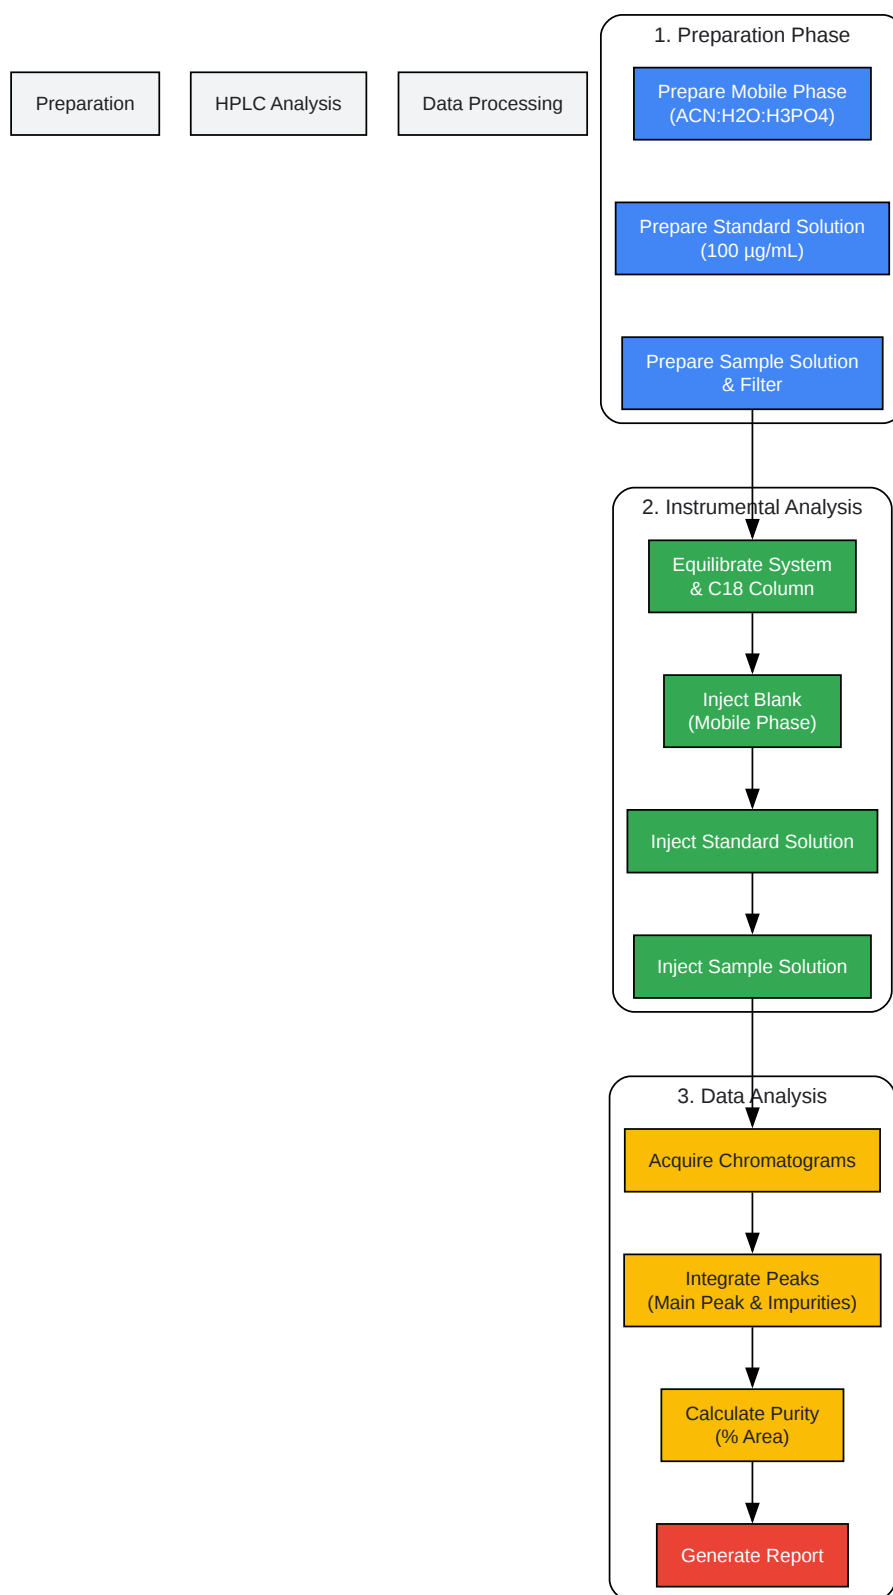 1. Preparation Phase
Preparation
HPLC Analysis
Data Processing
Prepare Mobile Phase
(ACN:H2O:H3PO4)
Prepare Standard Solution
(100 µg/mL)
Prepare Sample Solution
& Filter
2. Instrumental Analysis
Equilibrate System
& C18 Column
Inject Blank
(Mobile Phase)
Inject Standard Solution
Inject Sample Solution
3. Data Analysis
Acquire Chromatograms
Integrate Peaks
(Main Peak & Impurities)
Calculate Purity
(% Area)
Generate Report